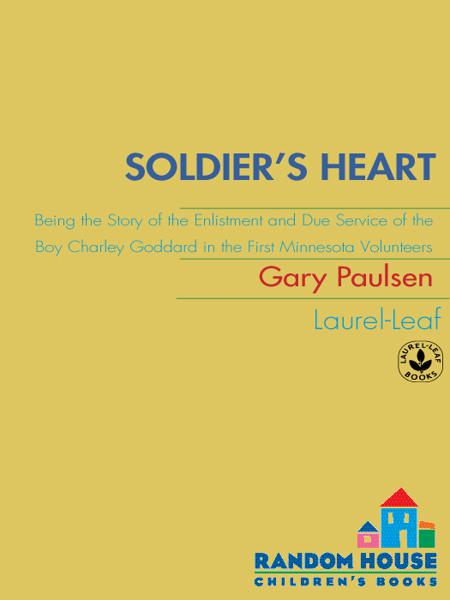 SOLDIER'S HEART
Being the Story of the Enlistment and Due Service of the
Boy Charley Goddard in the First Minnesota Volunteers
Gary Paulsen
Laurel-Leaf
LAUREL-LEAF
BOOKS
RANDOM HOUSE
CHILDREN'S BOOKS